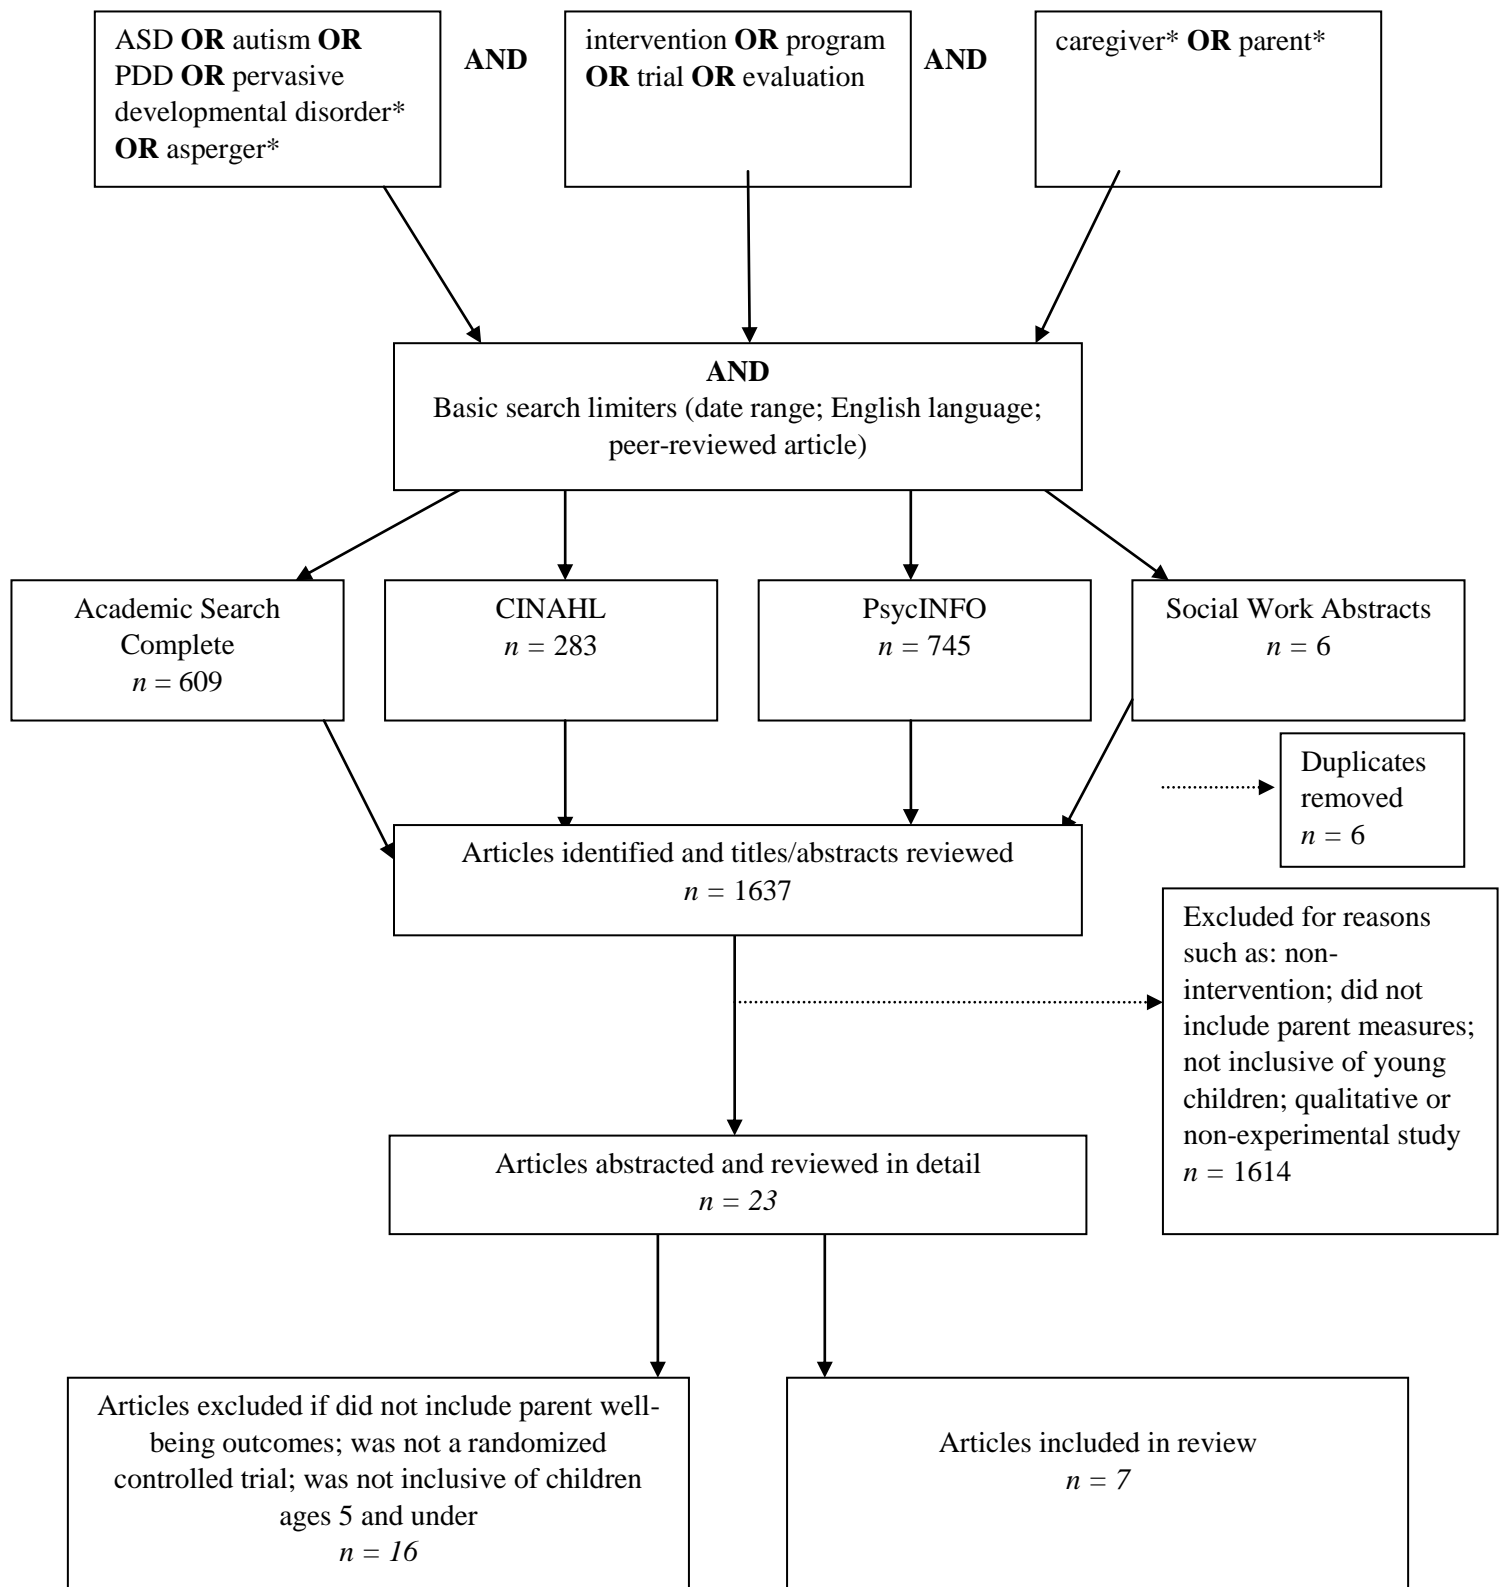 ASD OR autism OR
PDD OR pervasive
developmental disorder*
OR asperger*
AND
intervention OR program
OR trial OR evaluation
AND
caregiver* OR parent*
AND
Basic search limiters (date range; English language;
peer-reviewed article)
Academic Search
Complete
n = 609
CINAHL
n = 283
PsycINFO
n = 745
Social Work Abstracts
n = 6
Duplicates
removed
n = 6
Articles identified and titles/abstracts reviewed
n = 1637
Excluded for reasons
such as: non-
intervention; did not
include parent measures;
not inclusive of young
children; qualitative or
non-experimental study
n = 1614
Articles abstracted and reviewed in detail
n = 23
Articles excluded if did not include parent well-
being outcomes; was not a randomized
controlled trial; was not inclusive of children
ages 5 and under
n = 16
Articles included in review
n = 7